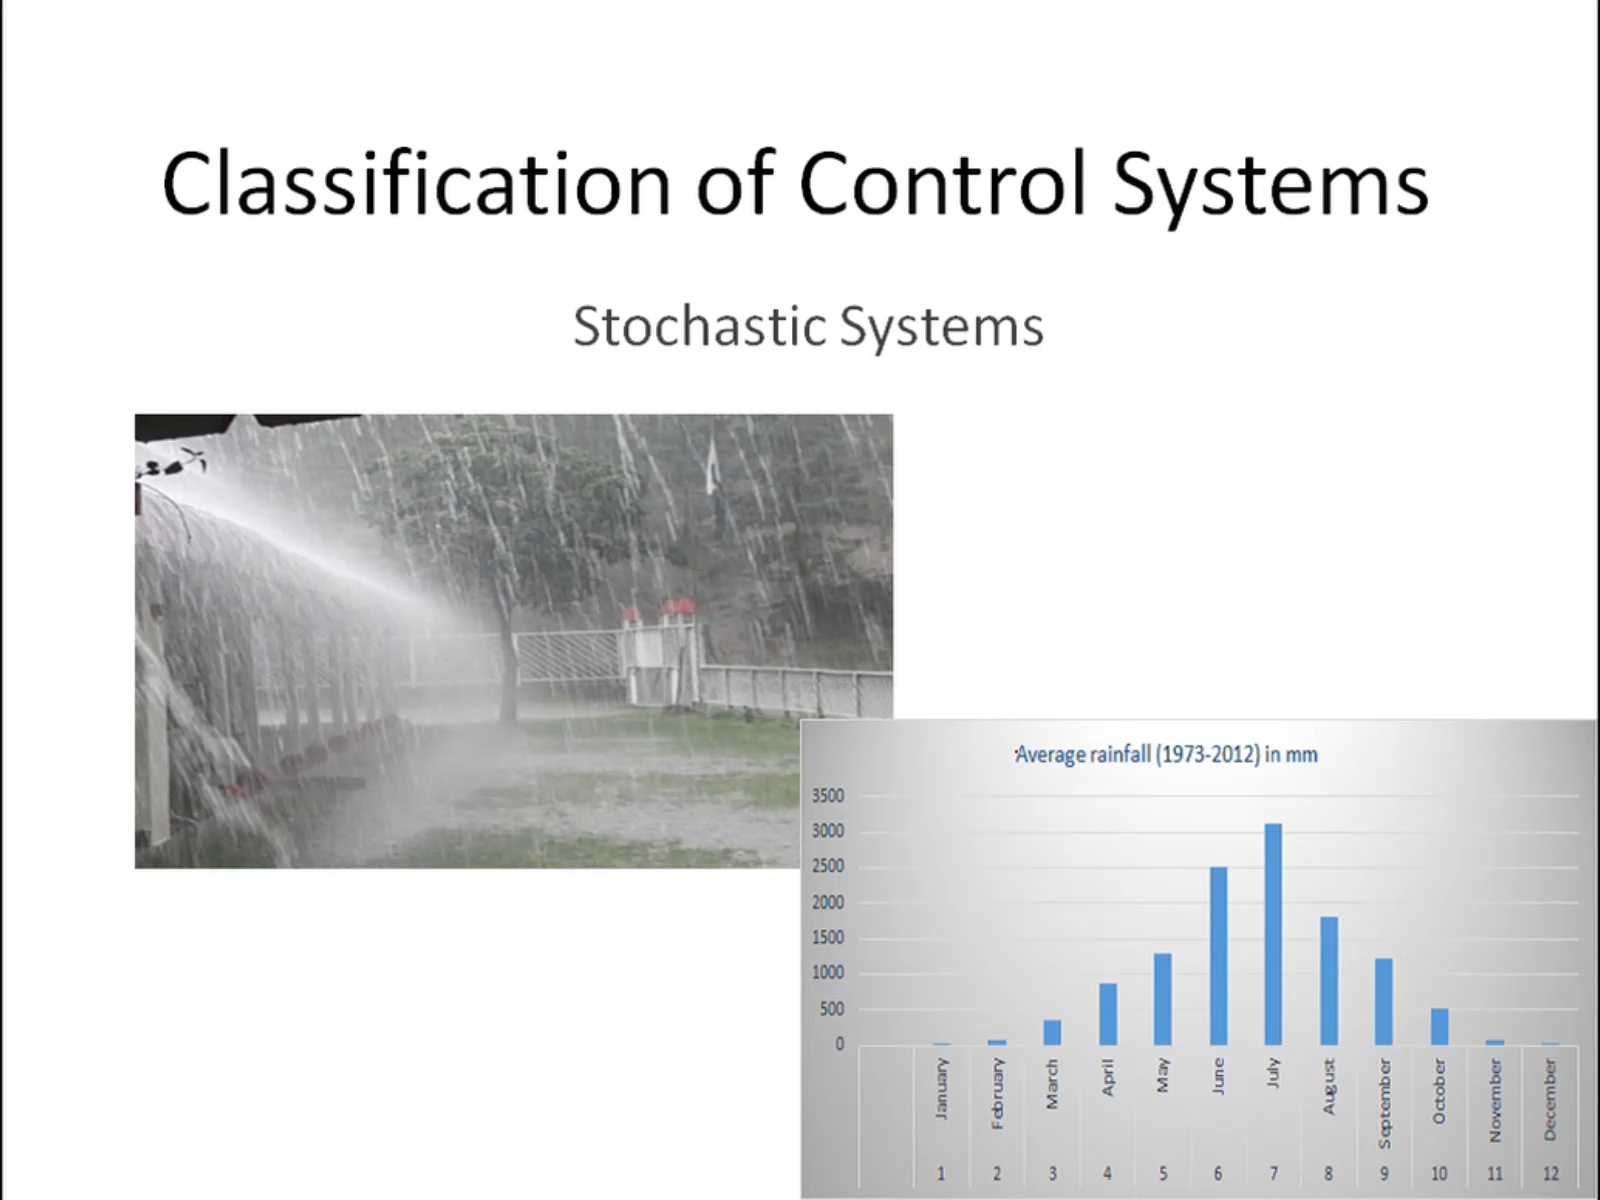 Classification of Control Systems
Stochastic Systems
Average rainfall (1973-2012) in mm
3500
3000
2500
2000
1500
1000
500
0
January February March April May June July August September October November December
1 2 3 4 5 6 7 8 9 10 11 12